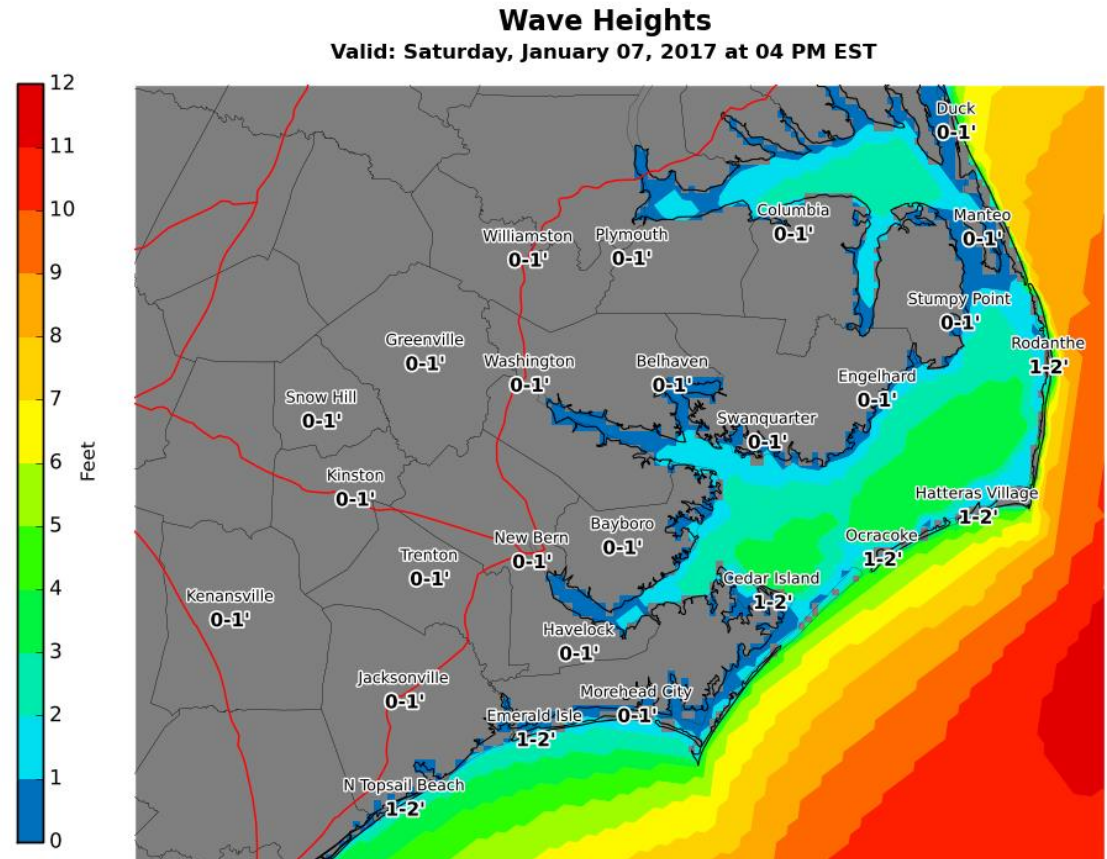 Wave Heights
Valid: Saturday, January 07, 2017 at 04 PM EST
12
11
10
9
8
7
6
5
4
3
2
1
0
Feet
Duck
0-1'
Columbia
0-1'
Manteo
0-1'
Williamston
0-1'
Plymouth
0-1'
Stumpy Point
0-1'
Rodanthe
1-2'
Greenville
0-1'
Washington
0-1'
Belhaven
0-1'
Engelhard
0-1'
Snow Hill
0-1'
Swanquarter
0-1'
Kinston
0-1'
Hatteras Village
1-2'
Bayboro
0-1'
New Bern
0-1'
Ocracoke
1-2'
Trenton
0-1'
Cedar Island
1-2'
Kenansville
0-1'
Havelock
0-1'
Jacksonville
0-1'
Morehead City
0-1'
Emerald Isle
1-2'
N Topsail Beach
1-2'